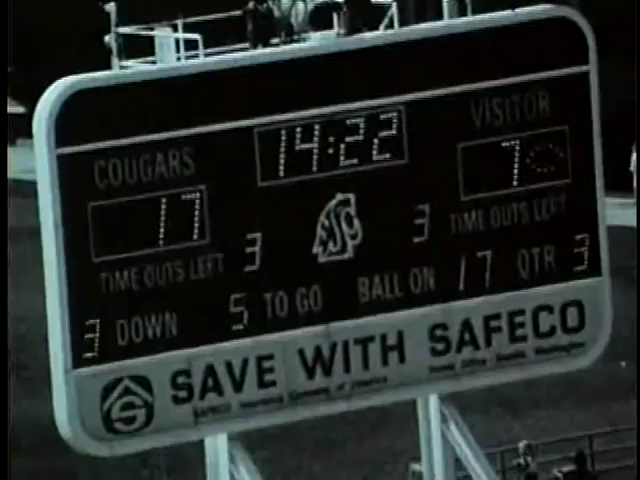 COUGARS 14:22 VISITOR
17 7
TIME OUTS LEFT 3 WSC 3 TIME OUTS LEFT
3 DOWN 5 TO GO BALL ON 17 QTR 3
SAVE WITH SAFECO